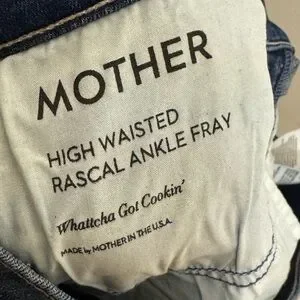 MOTHER
HIGH WAISTED
RASCAL ANKLE FRAY
Whattcha Got Cookin'
MADE by MOTHER IN THE U.S.A.